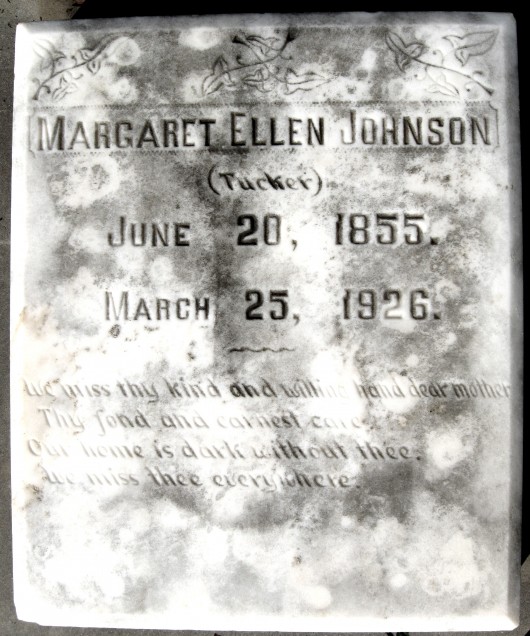 MARGARET ELLEN JOHNSON
(Tucker)
JUNE 20, 1855.
MARCH 25, 1926.
We miss thy kind and willing hand dear mother
Thy fond and earnest care.
Our home is dark without thee.
We miss thee everywhere.